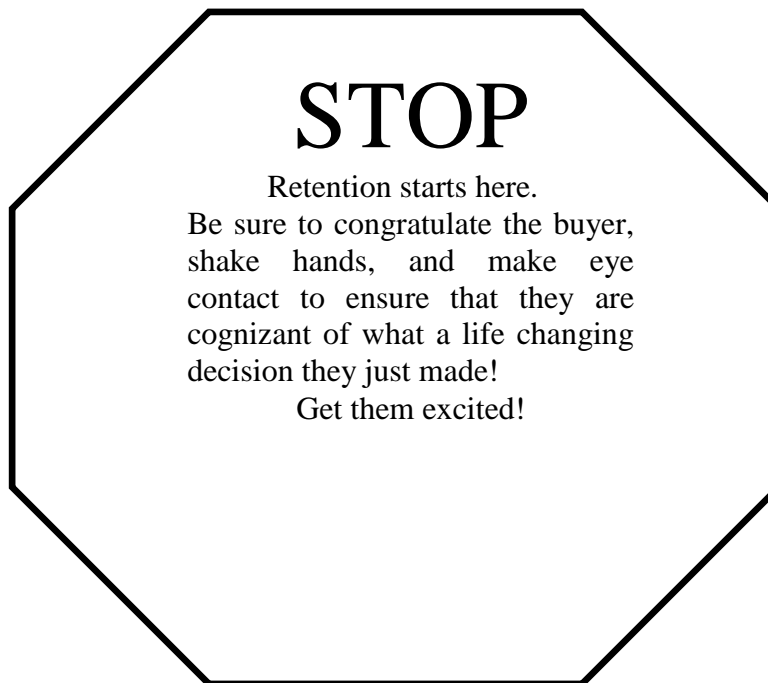 STOP
Retention starts here.
Be sure to congratulate the buyer,
shake hands, and make eye
contact to ensure that they are
cognizant of what a life changing
decision they just made!
Get them excited!